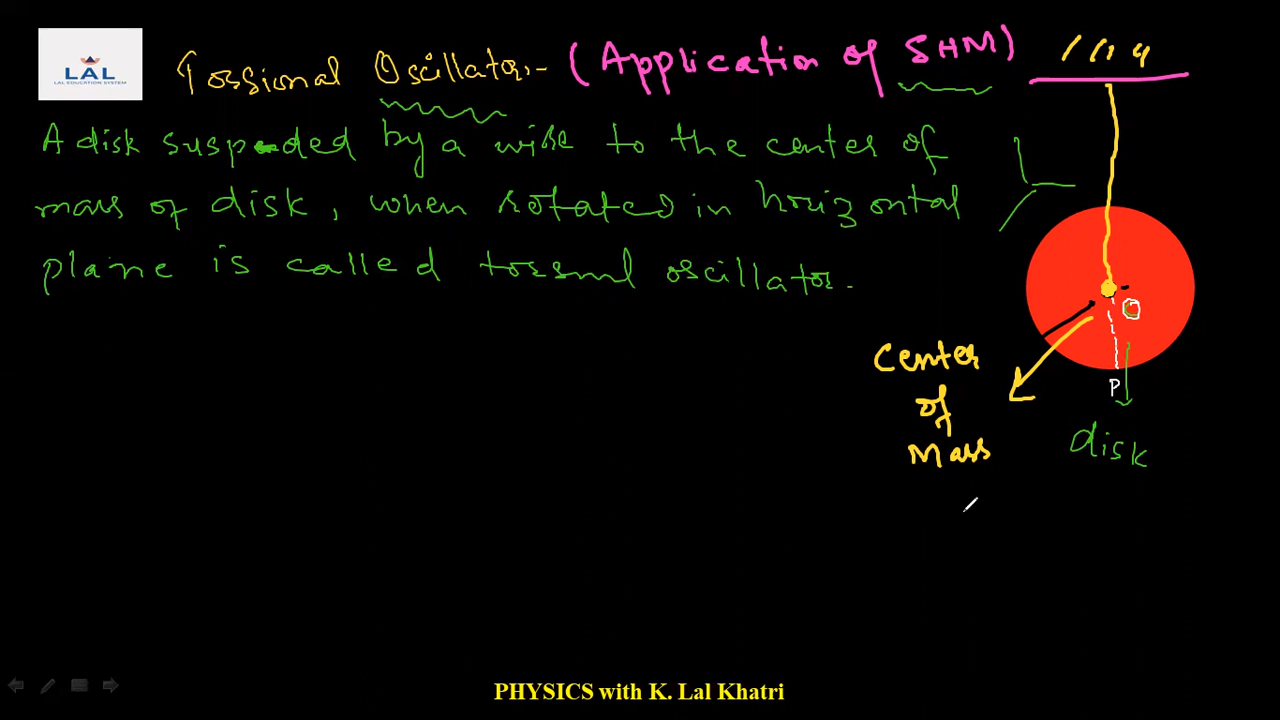 LAL
LAL EDUCATION SYSTEM
Torsional Oscillator:- (Application of SHM)
A disk suspended by a wire to the center of
mass of disk, when rotated in horizontal
plane is called torsnl oscillator.
O
P
Center
of
Mass
disk
PHYSICS with K. Lal Khatri